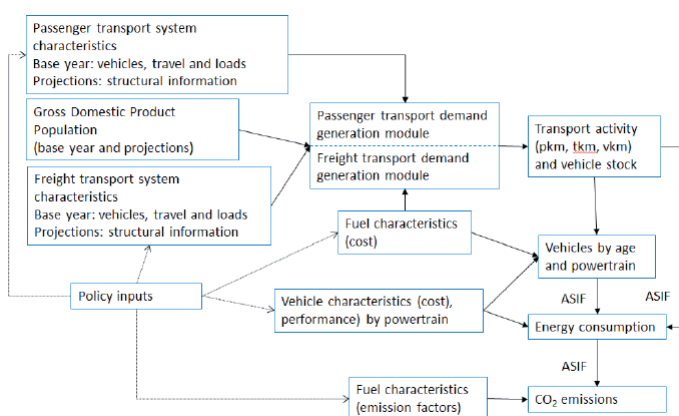 Passenger transport system
characteristics
Base year: vehicles, travel and loads
Projections: structural information
Gross Domestic Product
Population
(base year and projections)
Freight transport system
characteristics
Base year: vehicles, travel and loads
Projections: structural information
Passenger transport demand
generation module
Freight transport demand
generation module
Transport activity
(pkm, tkm, vkm)
and vehicle stock
Fuel characteristics
(cost)
Vehicles by age
and powertrain
Policy inputs
Vehicle characteristics (cost),
performance) by powertrain
ASIF
ASIF
Energy consumption
ASIF
Fuel characteristics
(emission factors)
CO₂ emissions